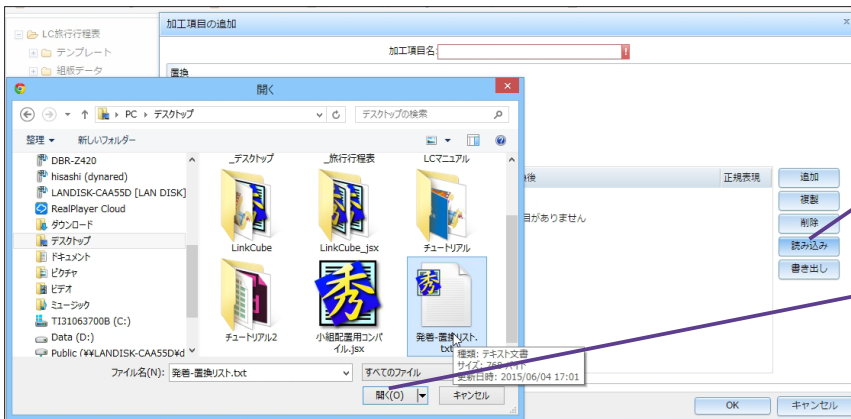 加工項目の追加
x
LC旅行行程表
テンプレート
組版データ
加工項目名:
!
置換
開く
PC ▸ デスクトップ
デスクトップの検索
整理 新しいフォルダー
DBR-Z420
hisashi (dynared)
LANDISK-CAA55D [LAN DISK]
RealPlayer Cloud
ダウンロード
デスクトップ
ドキュメント
ピクチャ
ビデオ
ミュージック
TI31063700B (C:)
Data (D:)
Public (¥¥LANDISK-CAA55D¥d
_デスクトップ
_旅行行程表
LCマニュアル
LinkCube
LinkCube_jsx
チュートリアル
チュートリアル2
小組配置用コンパイル.jsx
発着-置換リスト.txt
種類: テキスト文書
更新日時: 2015/06/04 17:01
ファイル名(N): 発着-置換リスト.txt
すべてのファイル
開く(O)
キャンセル
後
正規表現
目がありません
追加
複製
削除
読み込み
書き出し
OK
キャンセル